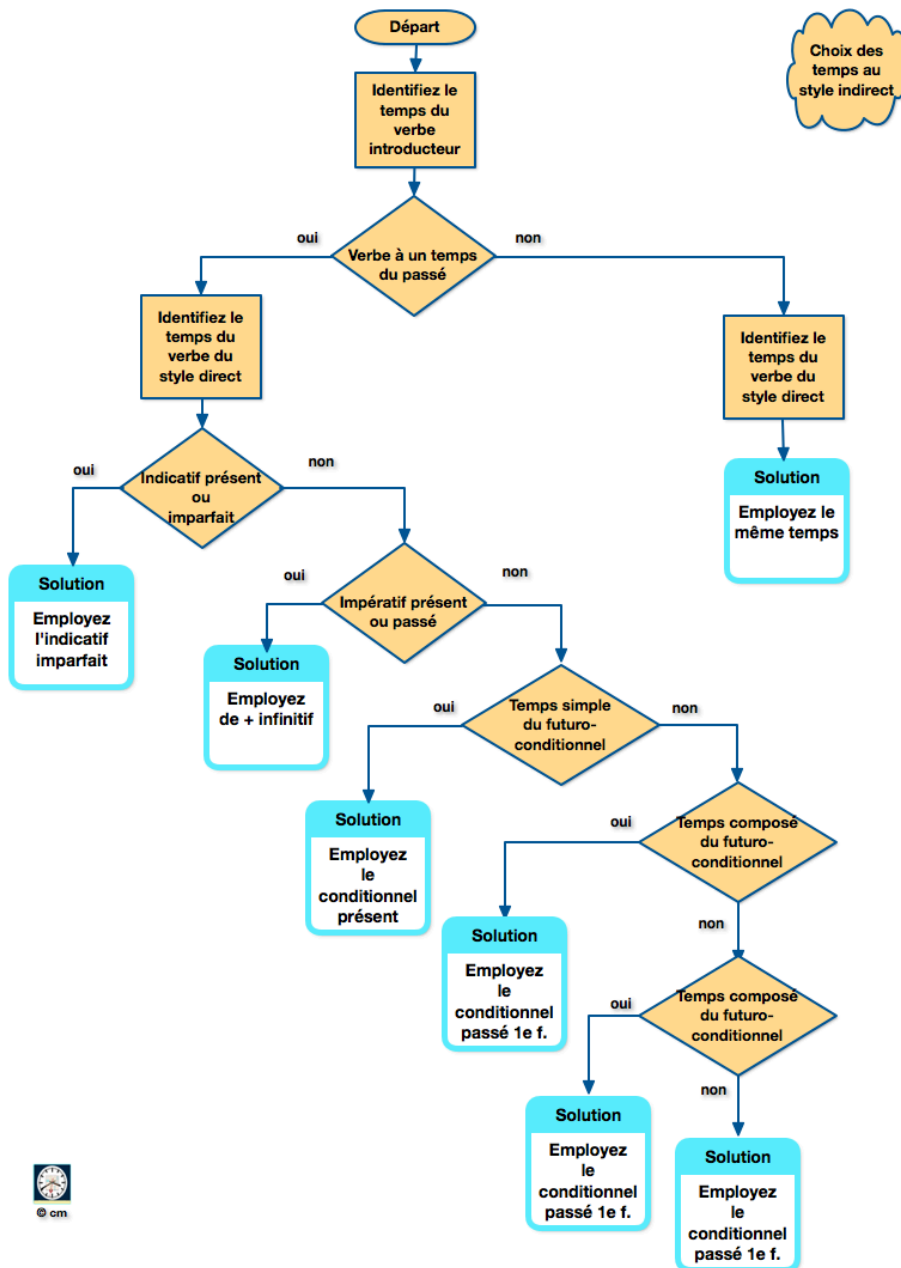 Départ
Choix des
temps au
style indirect
Identifiez le
temps du
verbe
introducteur
oui
non
Verbe à un temps
du passé
Identifiez le
temps du
verbe du
style direct
Identifiez le
temps du
verbe du
style direct
oui
non
Indicatif présent
ou
imparfait
Solution
Employez le
même temps
Solution
Employez
l'indicatif
imparfait
oui
non
Impératif présent
ou passé
Solution
Employez
de + infinitif
oui
non
Temps simple
du futuro-
conditionnel
Solution
Employez
le
conditionnel
présent
oui
Temps composé
du futuro-
conditionnel
non
Solution
Employez
le
conditionnel
passé 1e f.
oui
Temps composé
du futuro-
conditionnel
non
Solution
Employez
le
conditionnel
passé 1e f.
Solution
Employez
le
conditionnel
passé 1e f.
© cm